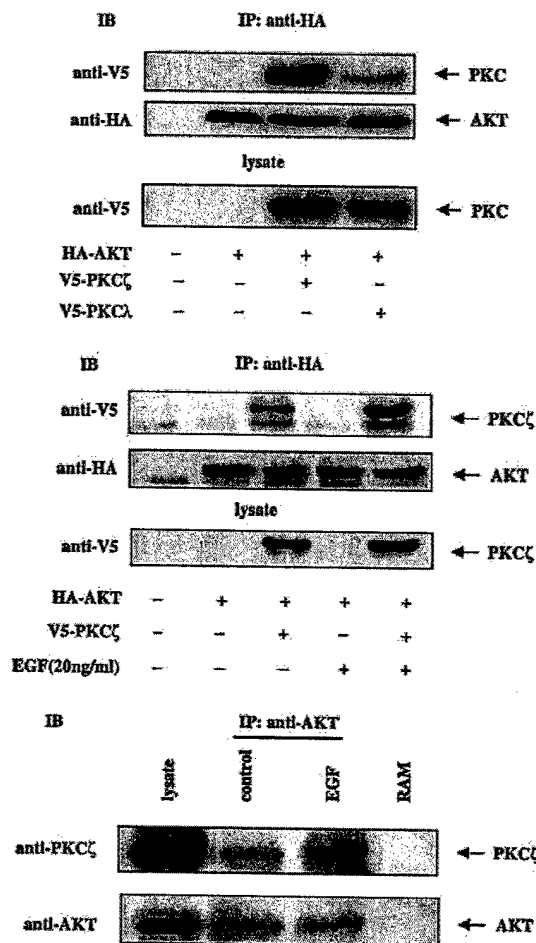 IB IP: anti-HA
anti-V5 ← PKC
anti-HA ← AKT
lysate
anti-V5 ← PKC
HA-AKT – + + +
V5-PKCζ – – + –
V5-PKCλ – – – +
IB IP: anti-HA
anti-V5 ← PKCζ
anti-HA ← AKT
lysate
anti-V5 ← PKCζ
HA-AKT – + + + +
V5-PKCζ – – + – +
EGF(20ng/ml) – – – + +
IB IP: anti-AKT
lysate control EGF RAM
anti-PKCζ ← PKCζ
anti-AKT ← AKT